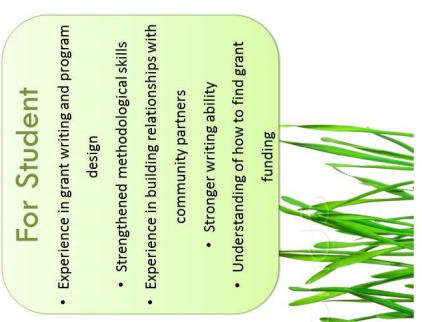 For Student
• Experience in grant writing and program
design
• Strengthened methodological skills
• Experience in building relationships with
community partners
• Stronger writing ability
• Understanding of how to find grant
funding